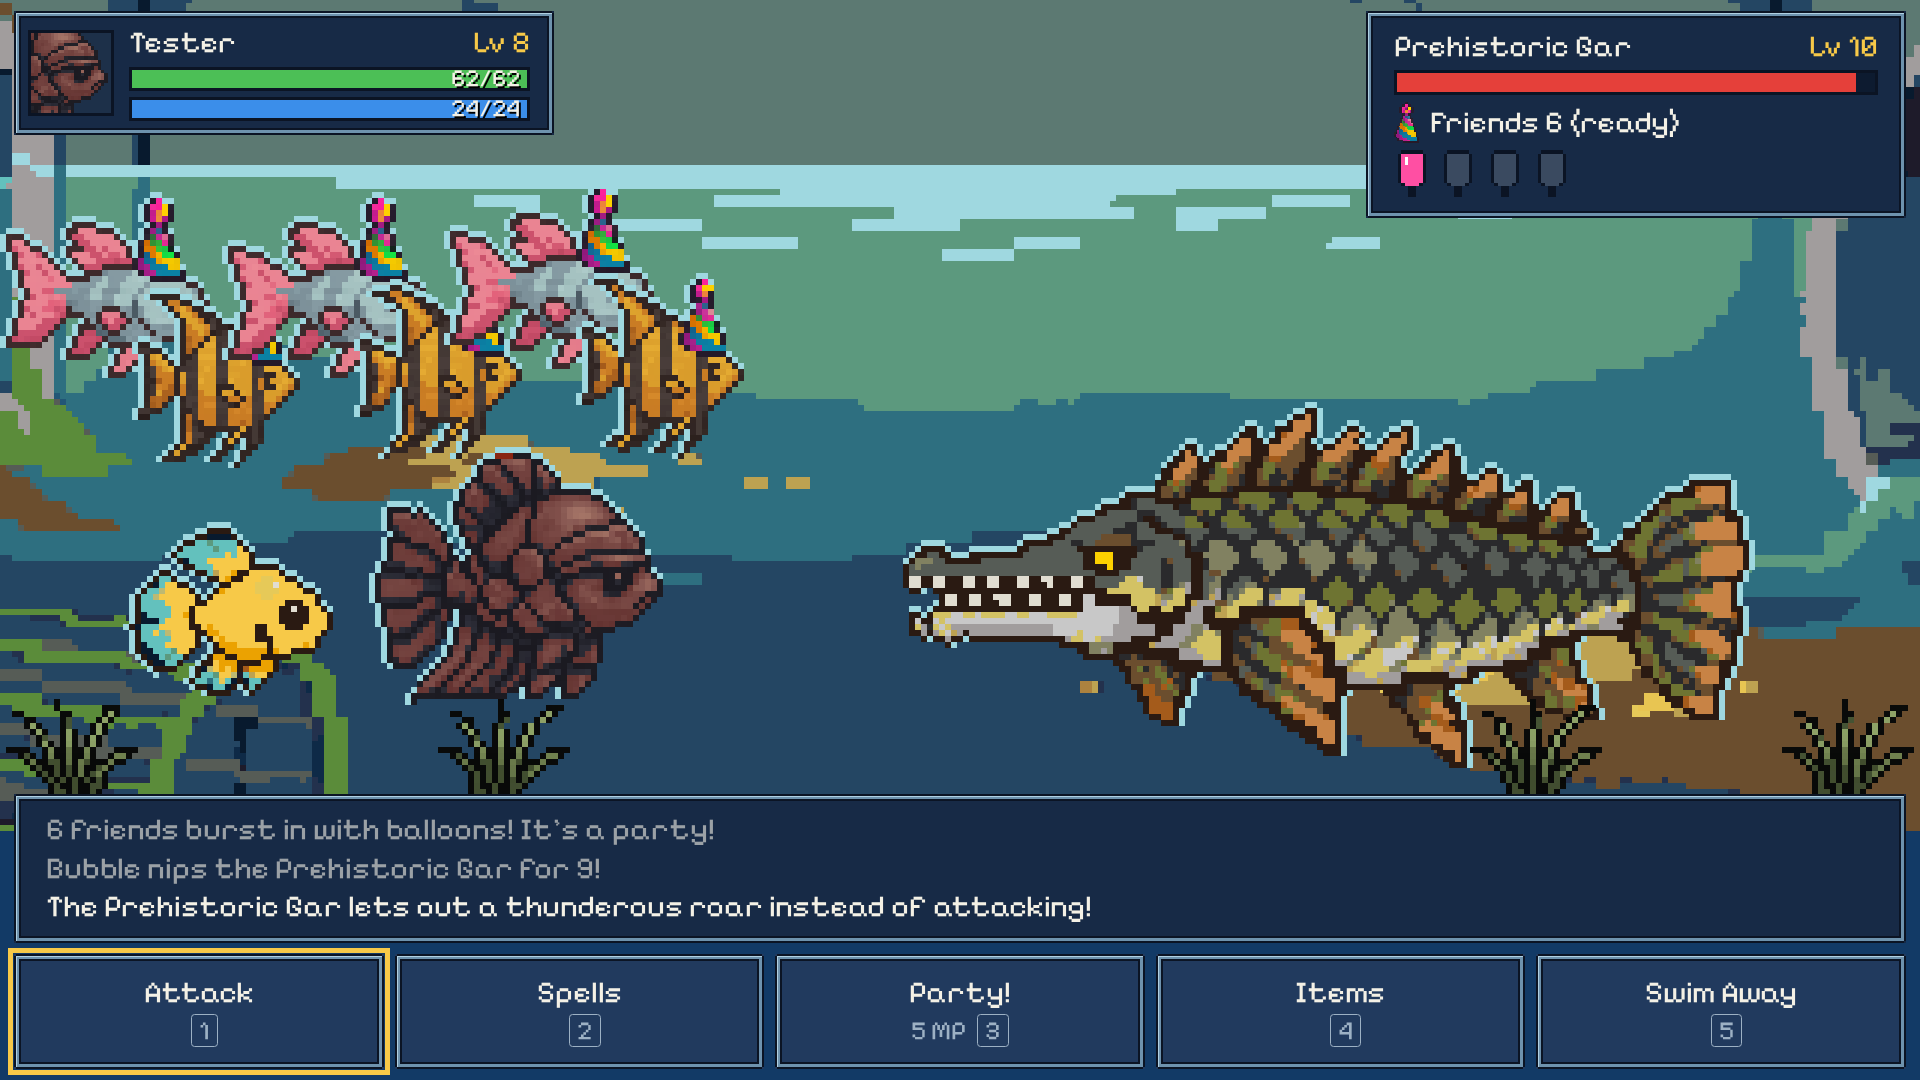 Tester Lv 8
62/62
24/24
Prehistoric Gar Lv 10
Friends 6 (ready)
6 friends burst in with balloons! It's a party!
Bubble nips the Prehistoric Gar for 9!
The Prehistoric Gar lets out a thunderous roar instead of attacking!
Attack
1
Spells
2
Party!
5 MP 3
Items
4
Swim Away
5